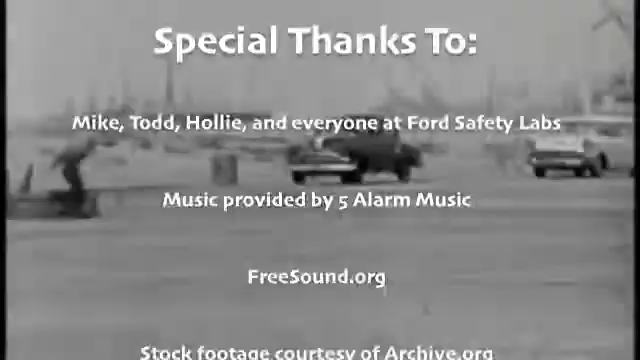 Special Thanks To:
Mike, Todd, Hollie, and everyone at Ford Safety Labs
Music provided by 5 Alarm Music
FreeSound.org
Stock footage courtesy of Archive.org